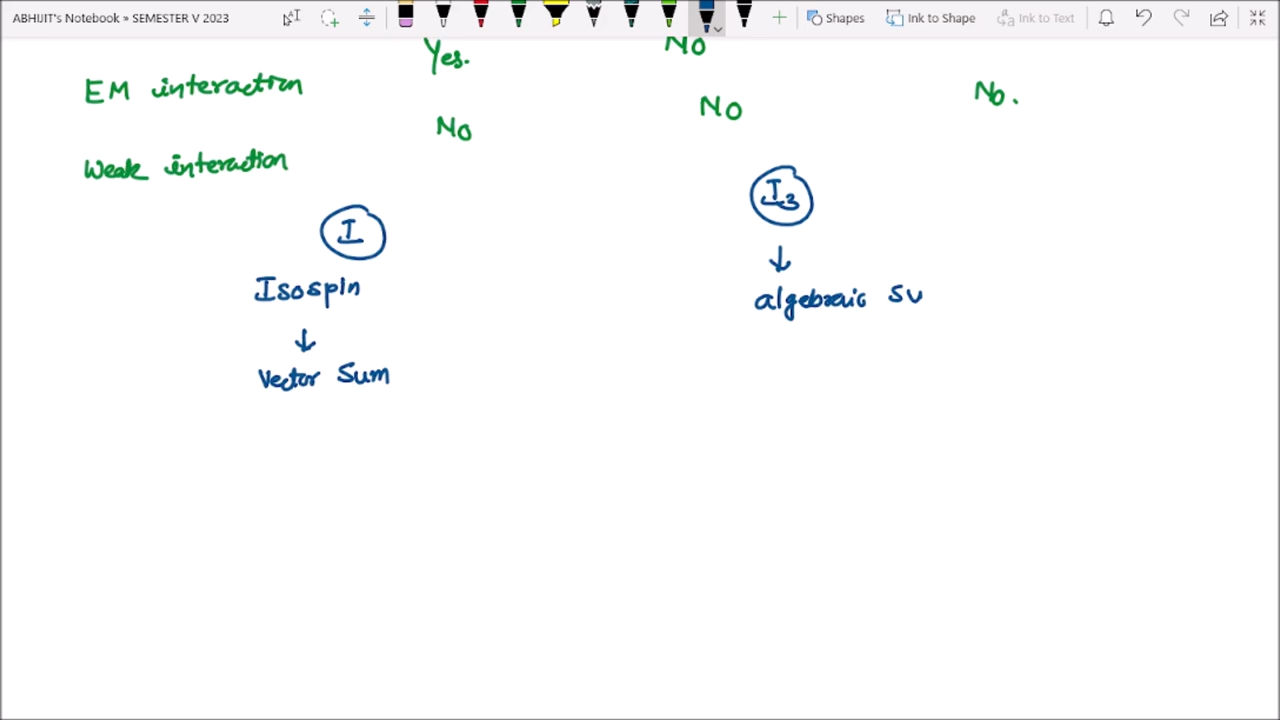 ABHIJIT's Notebook » SEMESTER V 2023
Shapes
Ink to Shape
Ink to Text
Yes. No
EM interaction No.
No No
Weak interaction
I I3
Isospin algebraic Su
Vector Sum